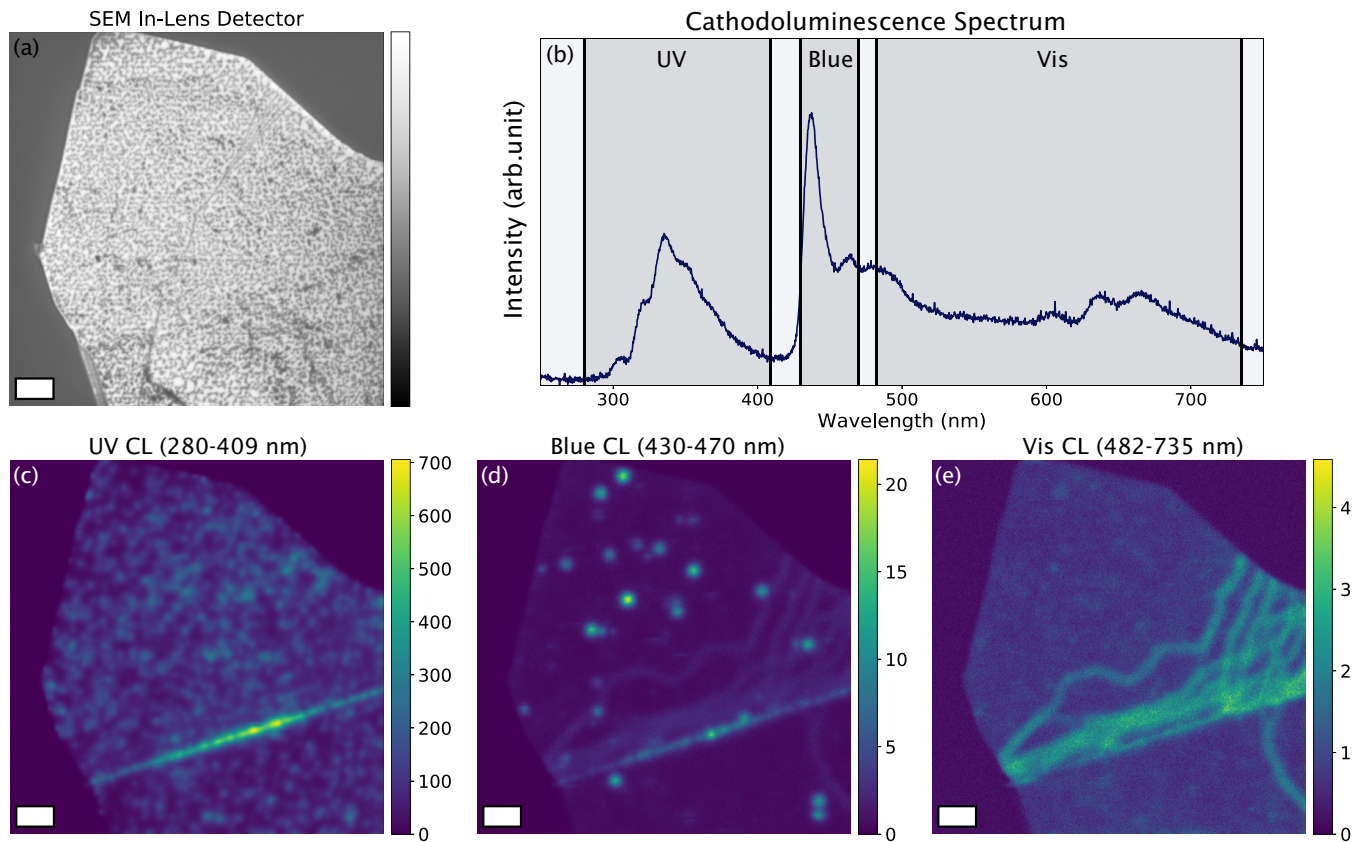 SEM In-Lens Detector
(a)
Cathodoluminescence Spectrum
(b)
UV
Blue
Vis
Intensity (arb.unit)
300
400
500
600
700
Wavelength (nm)
UV CL (280-409 nm)
(c)
700
600
500
400
300
200
100
0
Blue CL (430-470 nm)
(d)
20
15
10
5
0
Vis CL (482-735 nm)
(e)
4
3
2
1
0